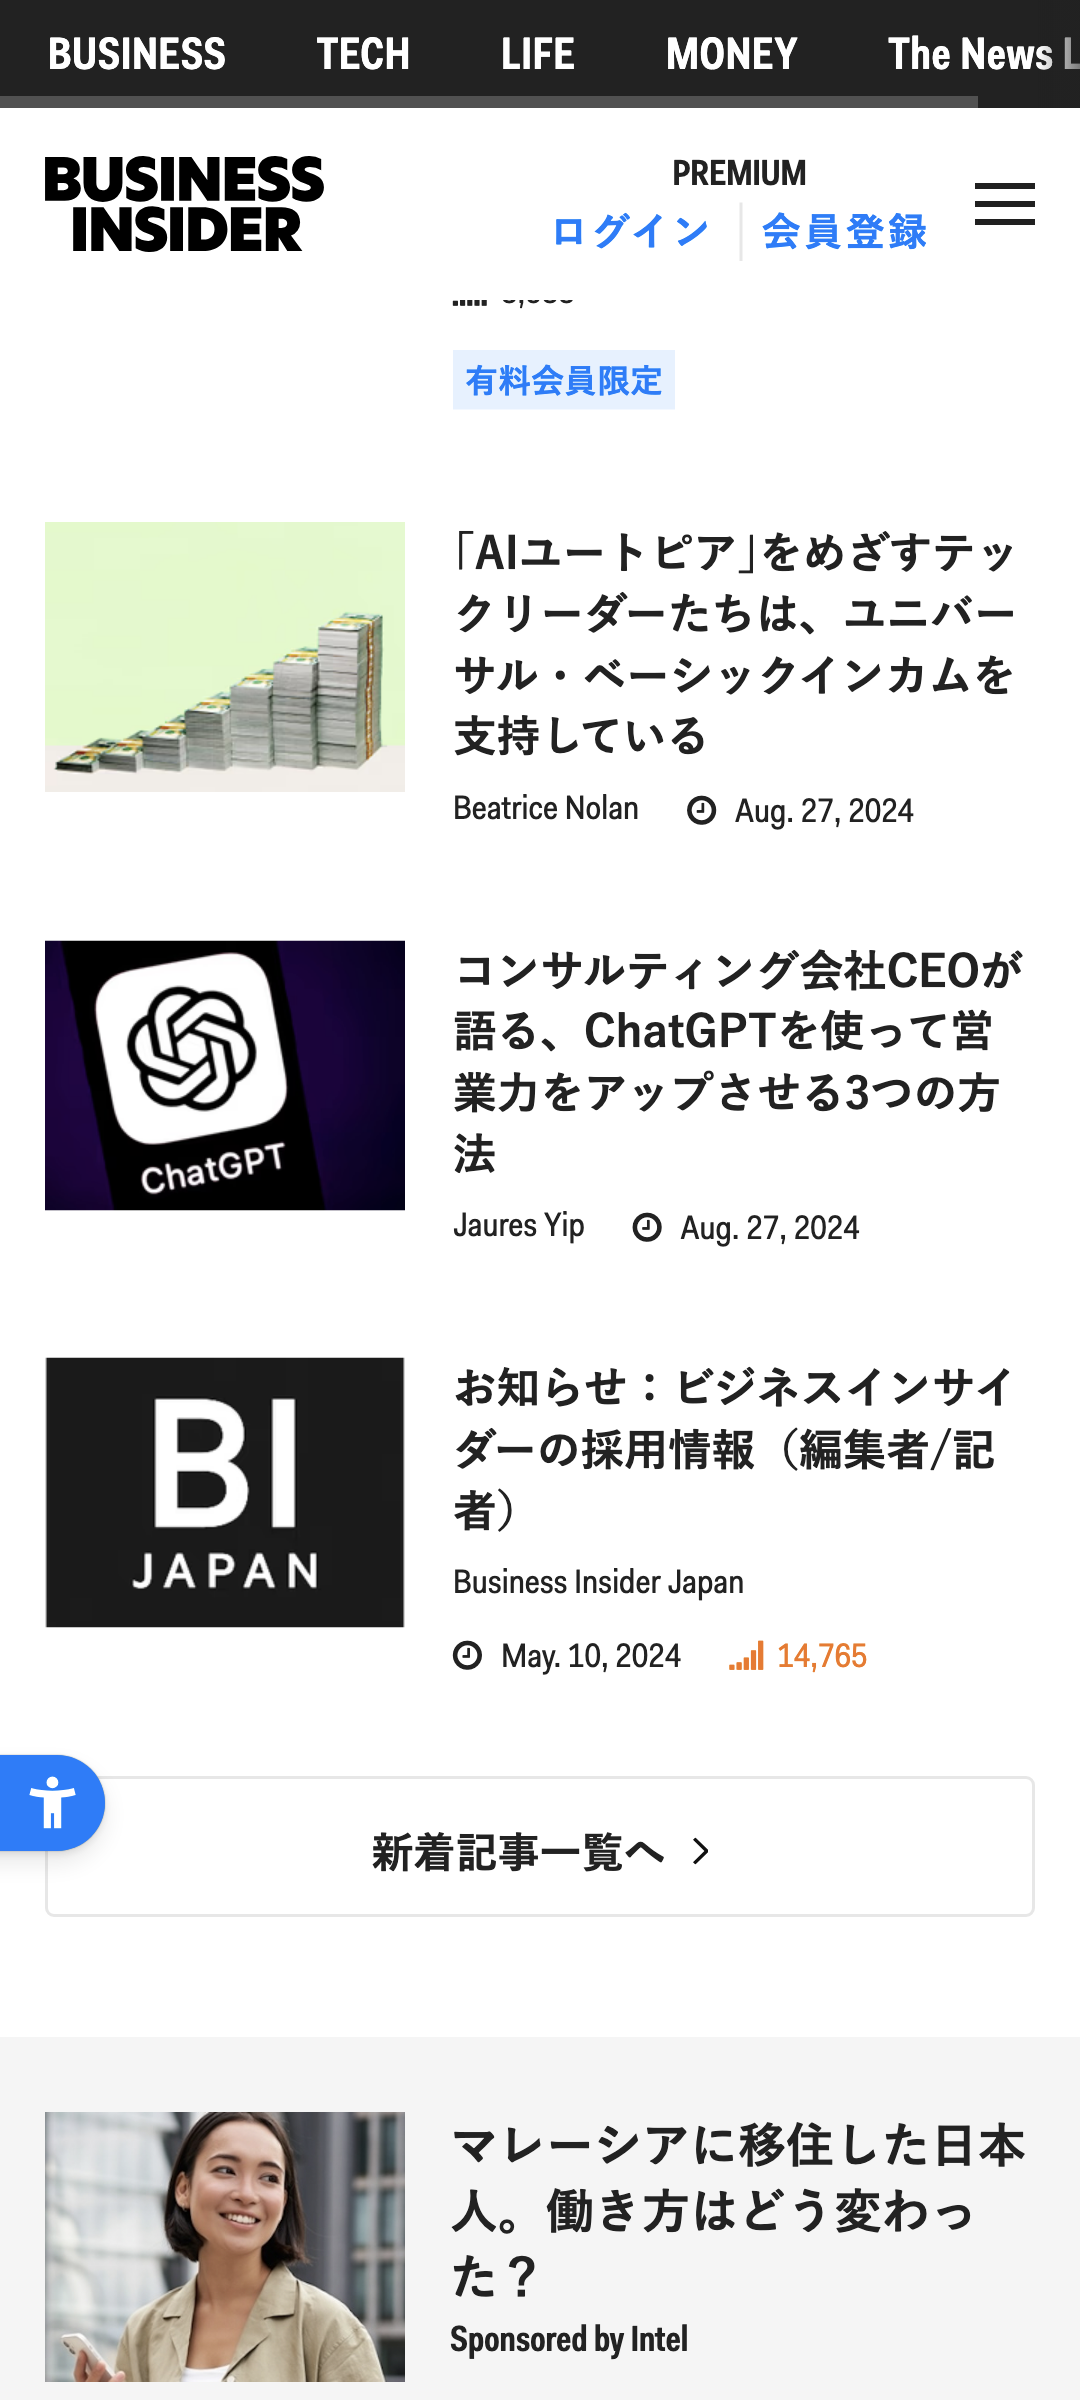 BUSINESS TECH LIFE MONEY The News
BUSINESS
INSIDER
PREMIUM
ログイン 会員登録
有料会員限定
「AIユートピア」をめざすテッ
クリーダーたちは、ユニバー
サル・ベーシックインカムを
支持している
Beatrice Nolan Aug. 27, 2024
ChatGPT
コンサルティング会社CEOが
語る、ChatGPTを使って営
業力をアップさせる3つの方
法
Jaures Yip Aug. 27, 2024
BI
JAPAN
お知らせ：ビジネスインサイ
ダーの採用情報（編集者/記
者）
Business Insider Japan
May. 10, 2024 14,765
新着記事一覧へ
マレーシアに移住した日本
人。働き方はどう変わっ
た？
Sponsored by Intel